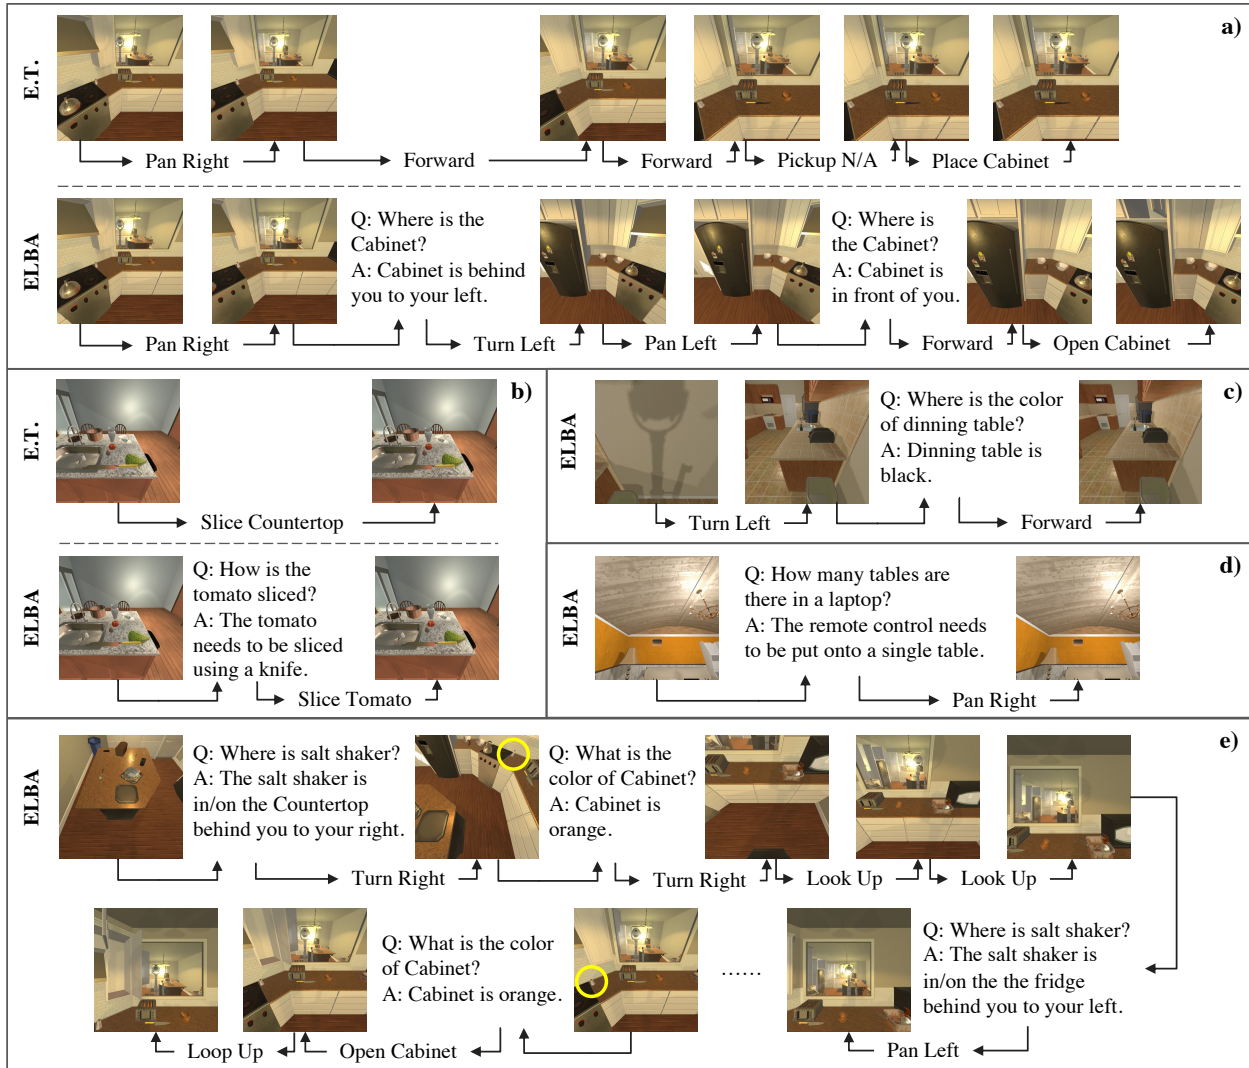 a)
E.T.
Pan Right
Forward
Forward
Pickup N/A
Place Cabinet
ELBA
Q: Where is the
Cabinet?
A: Cabinet is behind
you to your left.
Q: Where is
the Cabinet?
A: Cabinet is
in front of you.
Pan Right
Turn Left
Pan Left
Forward
Open Cabinet
b)
E.T.
Slice Countertop
ELBA
Q: How is the
tomato sliced?
A: The tomato
needs to be sliced
using a knife.
Slice Tomato
c)
ELBA
Q: Where is the color
of dinning table?
A: Dinning table is
black.
Turn Left
Forward
d)
ELBA
Q: How many tables are
there in a laptop?
A: The remote control needs
to be put onto a single table.
Pan Right
e)
ELBA
Q: Where is salt shaker?
A: The salt shaker is
in/on the Countertop
behind you to your right.
Q: What is the
color of Cabinet?
A: Cabinet is
orange.
Turn Right
Turn Right
Look Up
Look Up
Q: Where is salt shaker?
A: The salt shaker is
in/on the the fridge
behind you to your left.
Pan Left
......
Q: What is the color
of Cabinet?
A: Cabinet is orange.
Open Cabinet
Loop Up